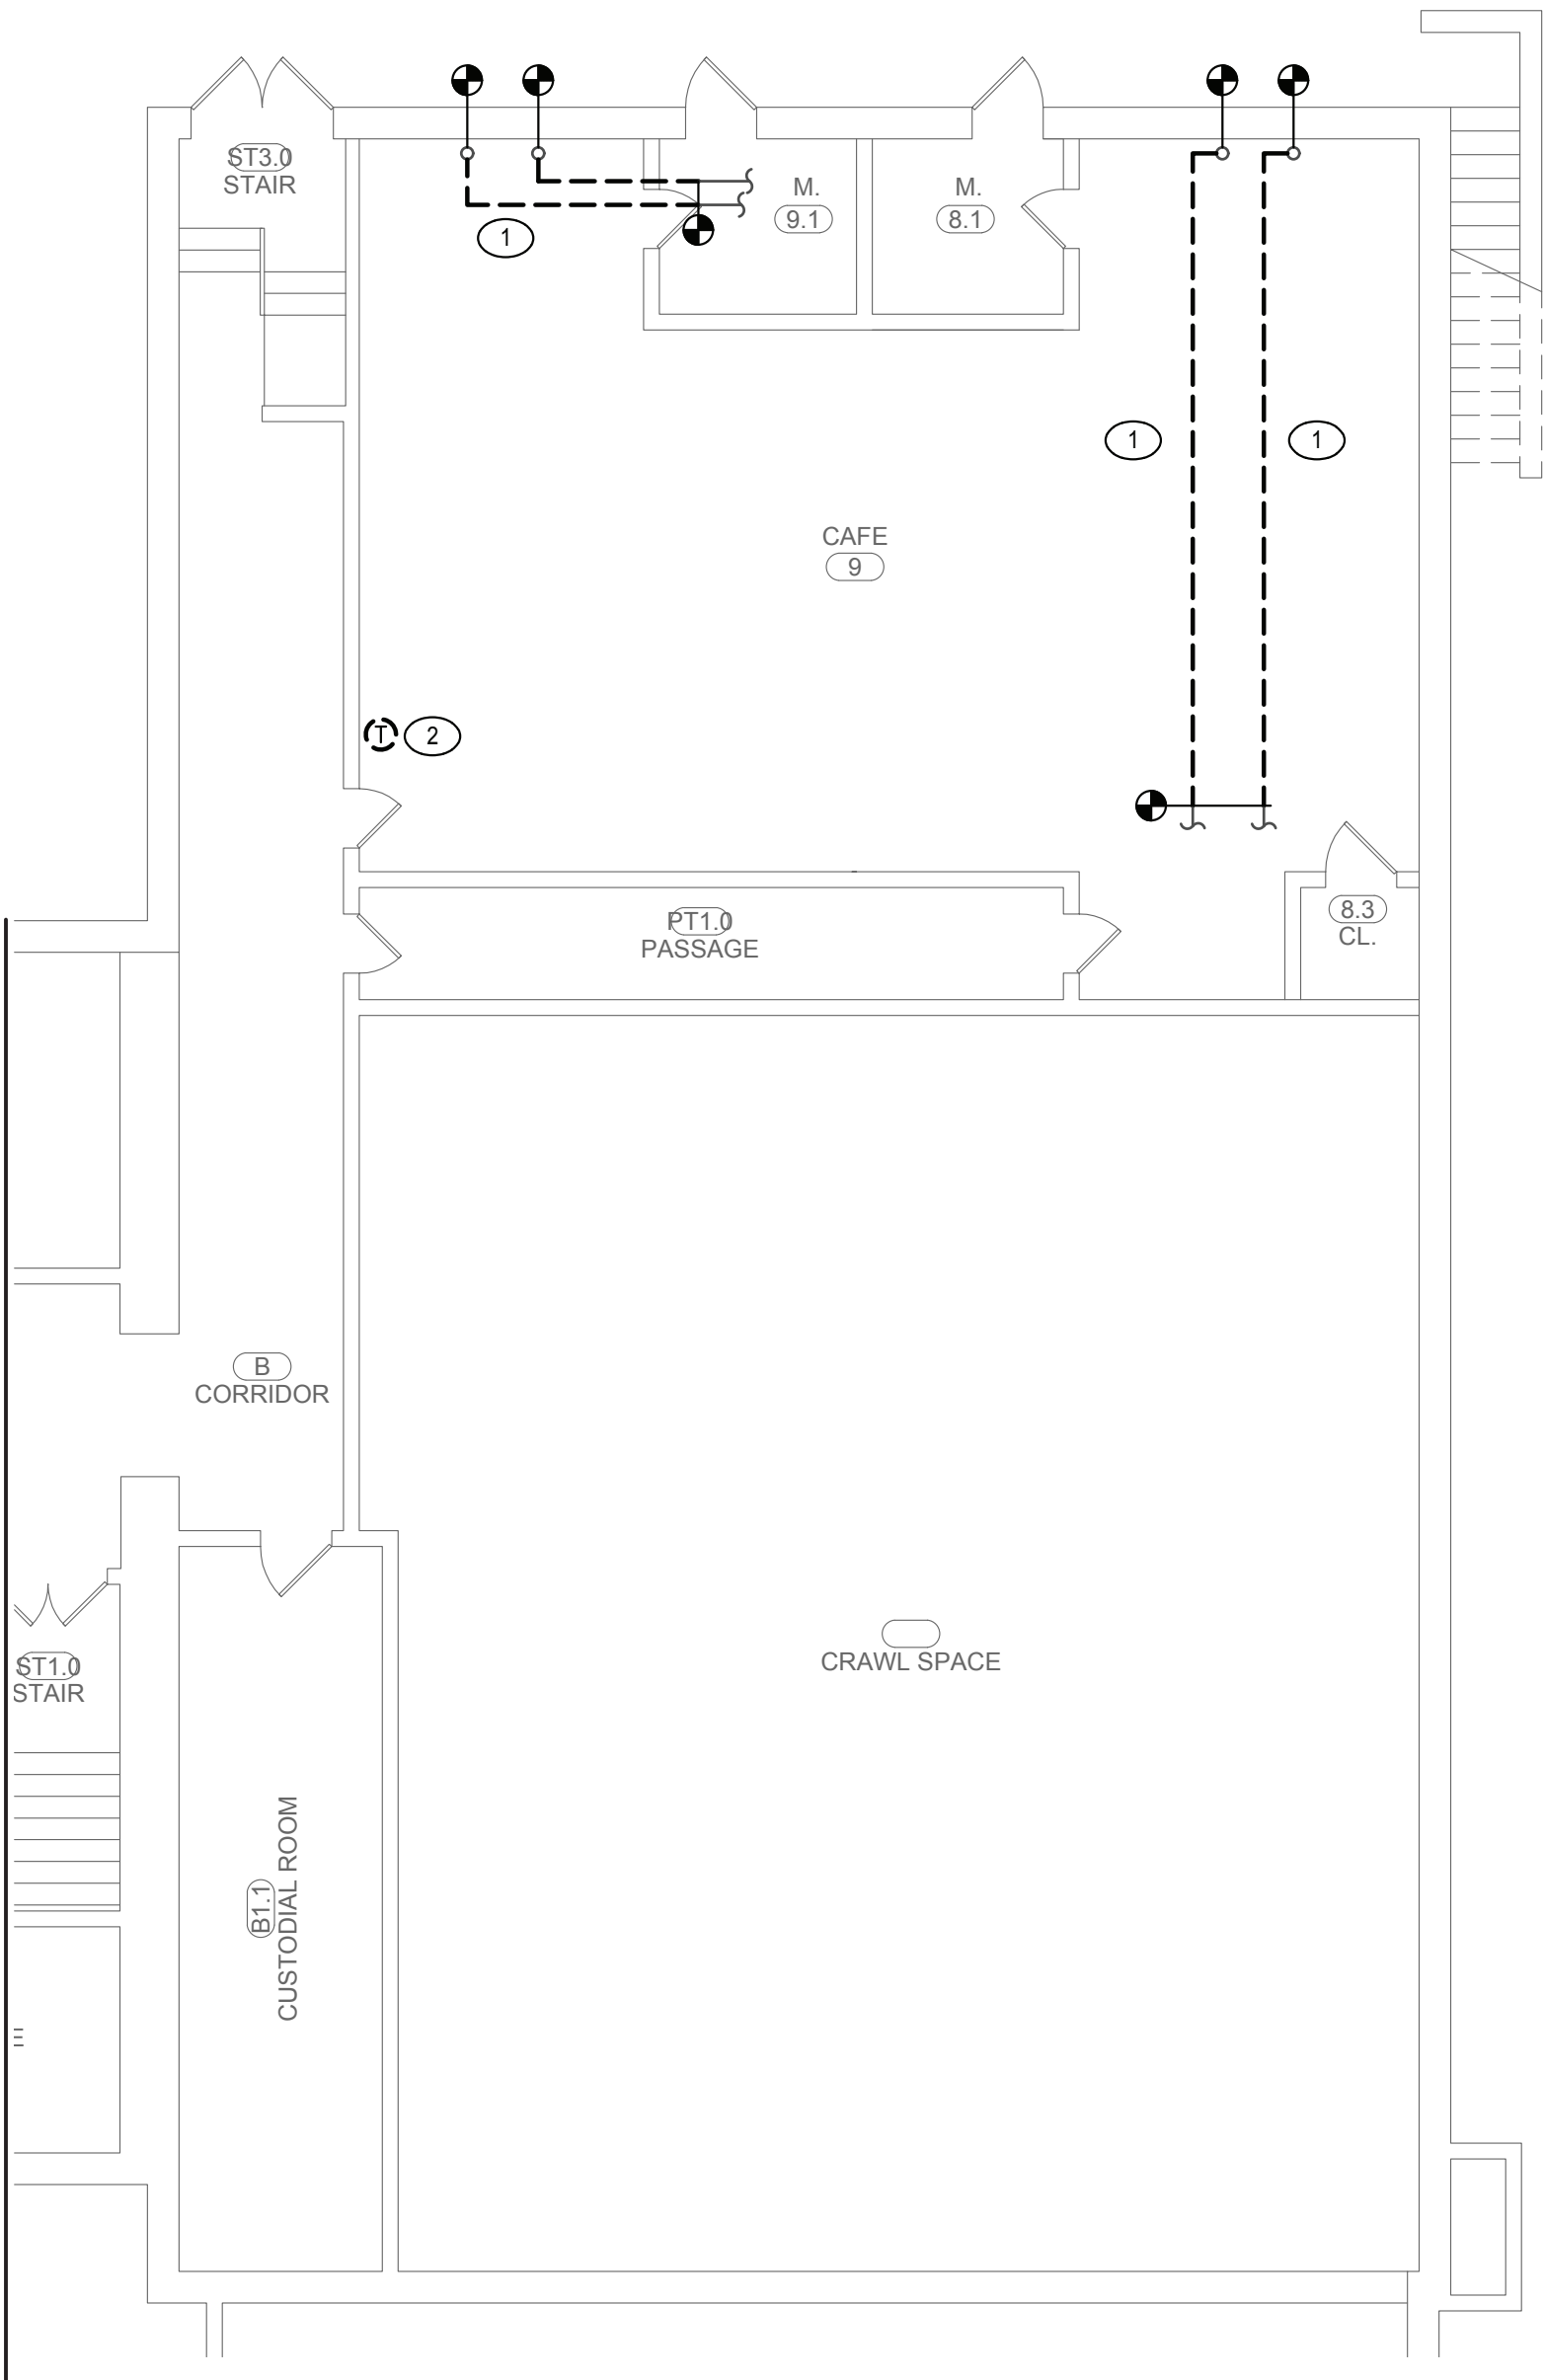 ST3.0
STAIR
M.
9.1
M.
8.1
1
1
1
CAFE
9
T
2
PT1.0
PASSAGE
8.3
CL.
B
CORRIDOR
CRAWL SPACE
ST1.0
STAIR
B1.1
CUSTODIAL ROOM
E